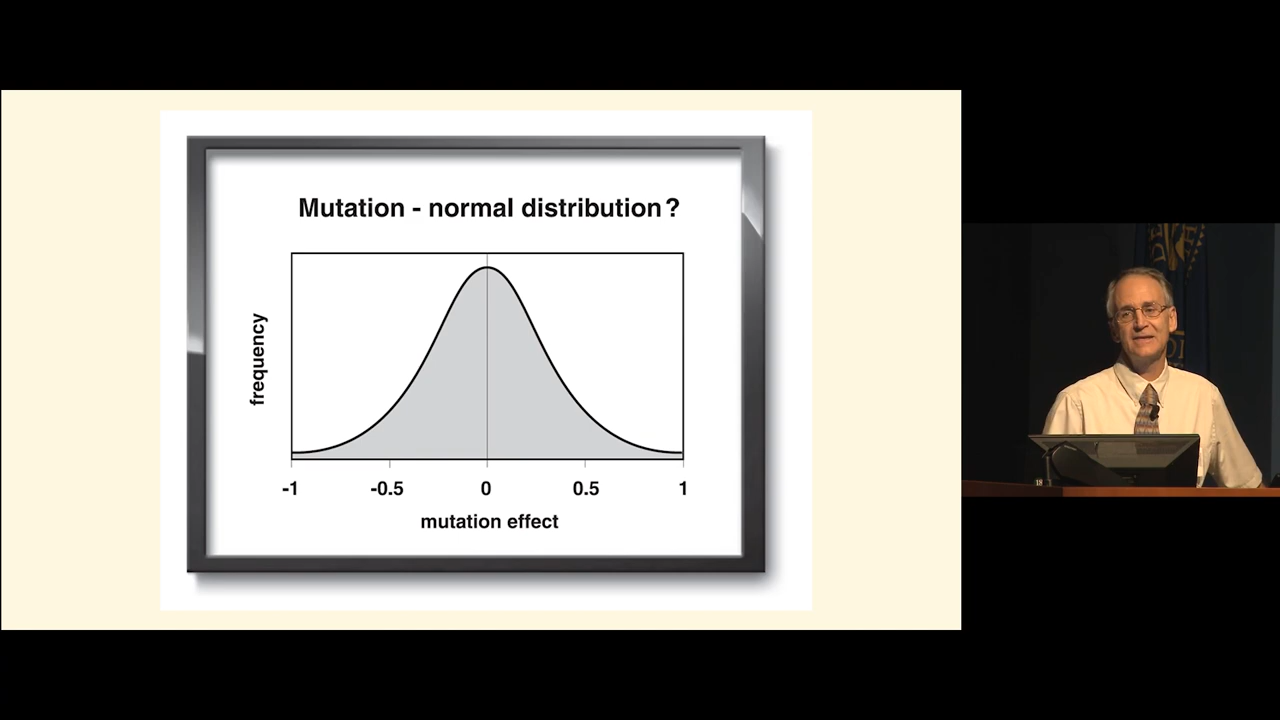 Mutation - normal distribution?
frequency
-1 -0.5 0 0.5 1
mutation effect